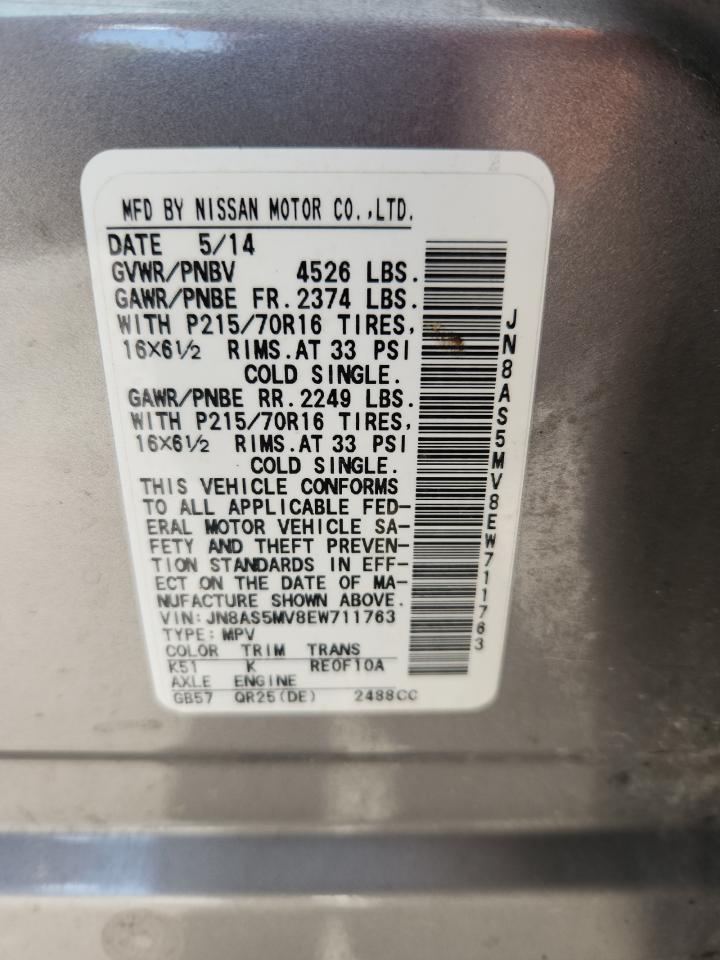 MFD BY NISSAN MOTOR CO.,LTD.
DATE 5/14
GVWR/PNBV 4526 LBS.
GAWR/PNBE FR.2374 LBS.
WITH P215/70R16 TIRES,
16X6½ RIMS.AT 33 PSI
COLD SINGLE.
GAWR/PNBE RR.2249 LBS.
WITH P215/70R16 TIRES,
16X6½ RIMS.AT 33 PSI
COLD SINGLE.
THIS VEHICLE CONFORMS
TO ALL APPLICABLE FED-
ERAL MOTOR VEHICLE SA-
FETY AND THEFT PREVEN-
TION STANDARDS IN EFF-
ECT ON THE DATE OF MA-
NUFACTURE SHOWN ABOVE.
VIN:JN8AS5MV8EW711763
TYPE:MPV
COLOR TRIM TRANS
K51 K RE0F10A
AXLE ENGINE
GB57 QR25(DE) 2488CC
JN8AS5MV8EW711763